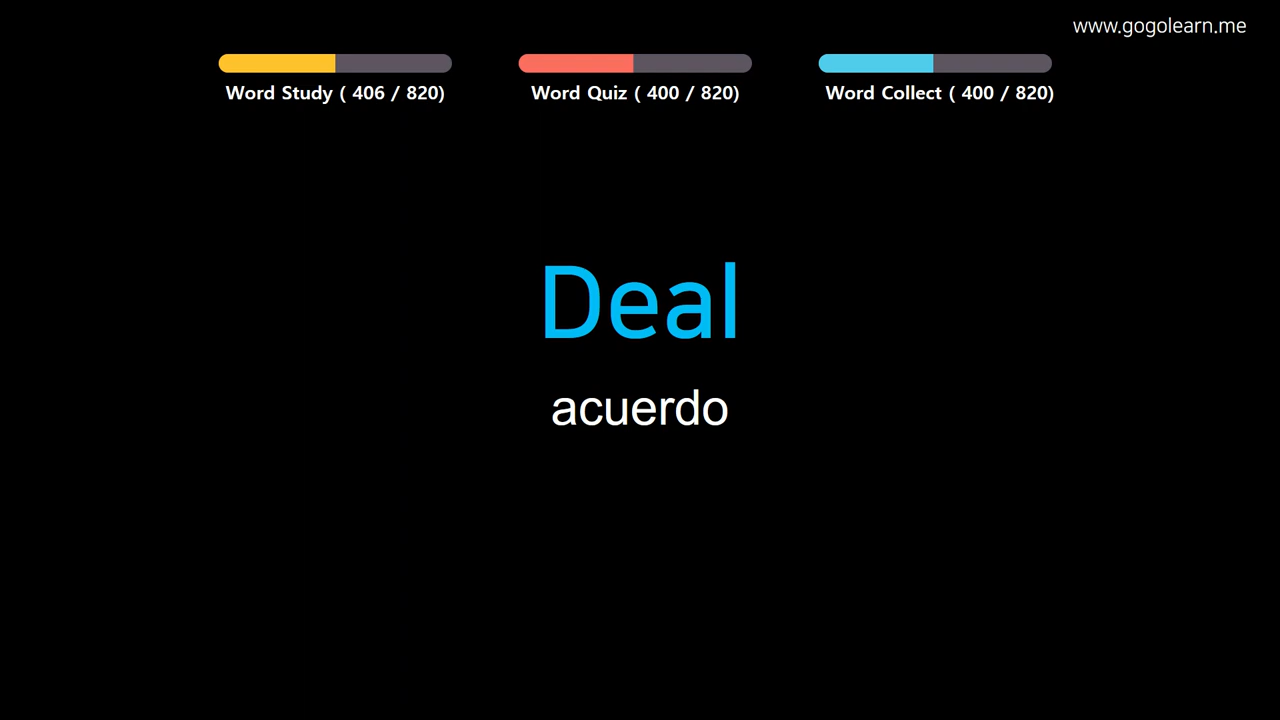 www.gogolearn.me
Word Study ( 406 / 820)
Word Quiz ( 400 / 820)
Word Collect ( 400 / 820)
Deal
acuerdo